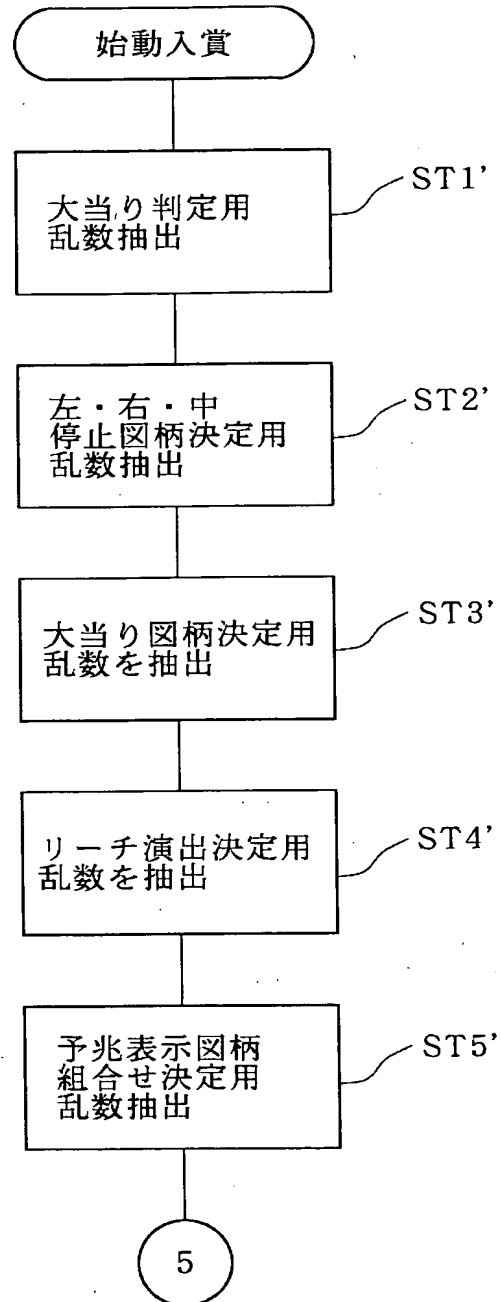 始動入賞
大当り判定用
乱数抽出
ST1'
左・右・中
停止図柄決定用
乱数抽出
ST2'
大当り図柄決定用
乱数を抽出
ST3'
リーチ演出決定用
乱数を抽出
ST4'
予兆表示図柄
組合せ決定用
乱数抽出
ST5'
5